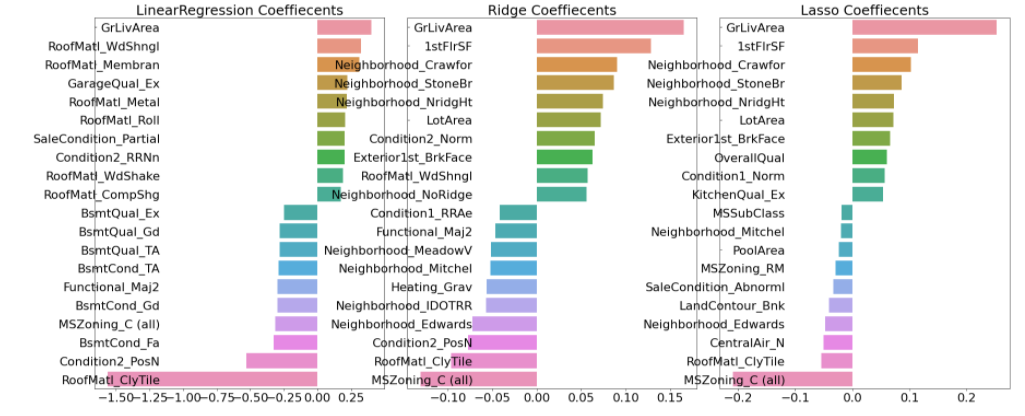 LinearRegression Coeffiecents
GrLivArea
RoofMatl_WdShngl
RoofMatl_Membran
GarageQual_Ex
RoofMatl_Metal
RoofMatl_Roll
SaleCondition_Partial
Condition2_RRNn
RoofMatl_WdShake
RoofMatl_CompShg
BsmtQual_Ex
BsmtQual_Gd
BsmtQual_TA
BsmtCond_TA
Functional_Maj2
BsmtCond_Gd
MSZoning_C (all)
BsmtCond_Fa
Condition2_PosN
RoofMatl_ClyTile
−1.50 −1.25 −1.00 −0.75 −0.50 −0.25 0.00 0.25
Ridge Coeffiecents
GrLivArea
1stFlrSF
Neighborhood_Crawfor
Neighborhood_StoneBr
Neighborhood_NridgHt
LotArea
Condition2_Norm
Exterior1st_BrkFace
RoofMatl_WdShngl
Neighborhood_NoRidge
Condition1_RRAe
Functional_Maj2
Neighborhood_MeadowV
Neighborhood_Mitchel
Heating_Grav
Neighborhood_IDOTRR
Neighborhood_Edwards
Condition2_PosN
RoofMatl_ClyTile
MSZoning_C (all)
−0.10 −0.05 0.00 0.05 0.10 0.15
Lasso Coeffiecents
GrLivArea
1stFlrSF
Neighborhood_Crawfor
Neighborhood_StoneBr
Neighborhood_NridgHt
LotArea
Exterior1st_BrkFace
OverallQual
Condition1_Norm
KitchenQual_Ex
MSSubClass
Neighborhood_Mitchel
PoolArea
MSZoning_RM
SaleCondition_Abnorml
LandContour_Bnk
Neighborhood_Edwards
CentralAir_N
RoofMatl_ClyTile
MSZoning_C (all)
−0.2 −0.1 0.0 0.1 0.2